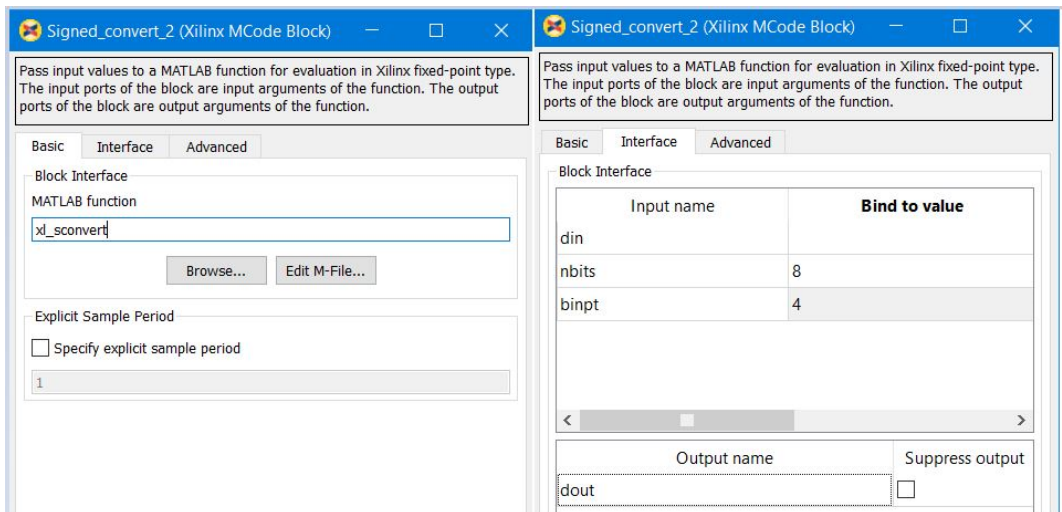 Signed_convert_2 (Xilinx MCode Block)
Pass input values to a MATLAB function for evaluation in Xilinx fixed-point type.
The input ports of the block are input arguments of the function. The output
ports of the block are output arguments of the function.
Basic Interface Advanced
Block Interface
MATLAB function
xl_sconvert
Browse... Edit M-File...
Explicit Sample Period
Specify explicit sample period
1
Signed_convert_2 (Xilinx MCode Block)
Pass input values to a MATLAB function for evaluation in Xilinx fixed-point type.
The input ports of the block are input arguments of the function. The output
ports of the block are output arguments of the function.
Basic Interface Advanced
Block Interface
Input name Bind to value
din
nbits 8
binpt 4
Output name Suppress output
dout